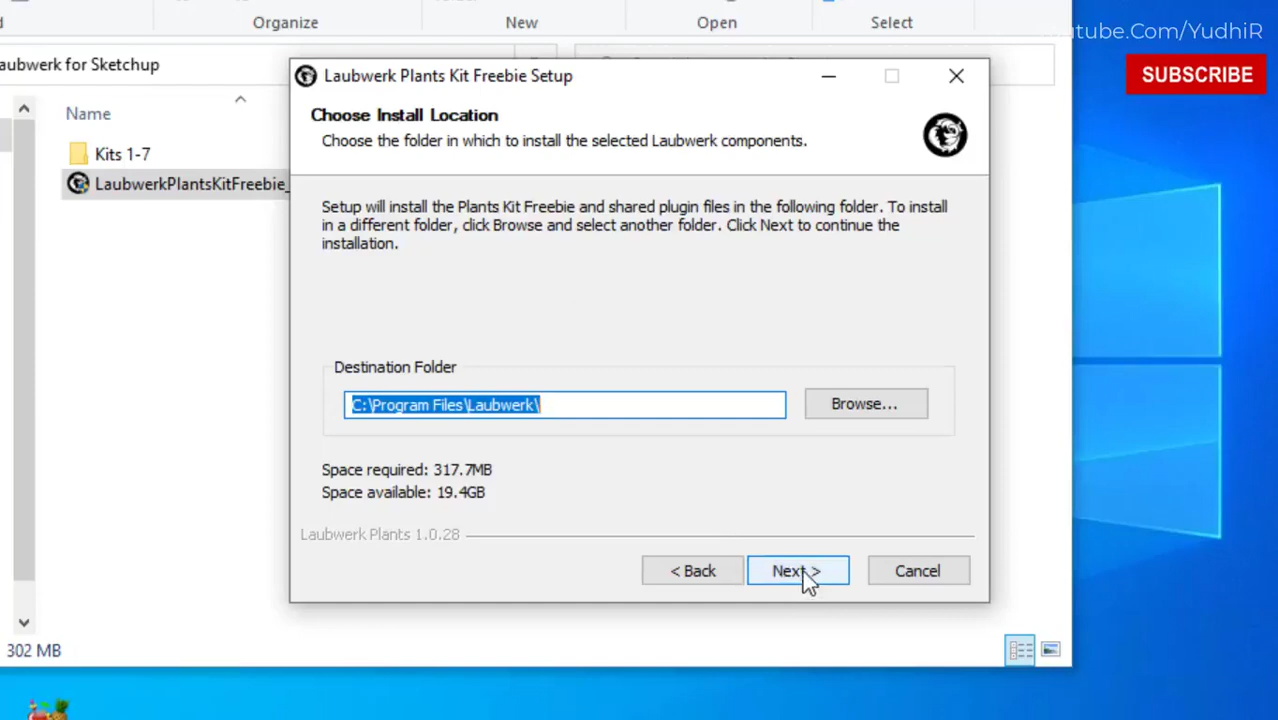 Organize
New
Open
Select
outube.Com/YudhiR
SUBSCRIBE
aubwerk for Sketchup
Name
Kits 1-7
LaubwerkPlantsKitFreebie_
Laubwerk Plants Kit Freebie Setup
Choose Install Location
Choose the folder in which to install the selected Laubwerk components.
Setup will install the Plants Kit Freebie and shared plugin files in the following folder. To install
in a different folder, click Browse and select another folder. Click Next to continue the
installation.
Destination Folder
C:\Program Files\Laubwerk\
Browse...
Space required: 317.7MB
Space available: 19.4GB
Laubwerk Plants 1.0.28
< Back
Next >
Cancel
302 MB